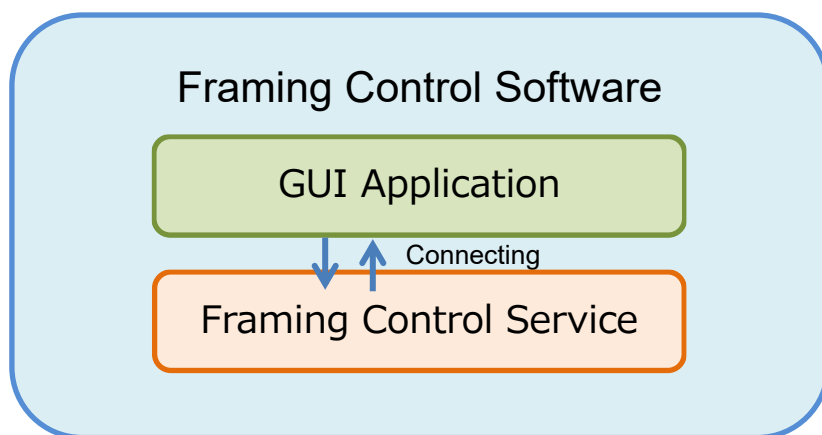 Framing Control Software
GUI Application
Connecting
Framing Control Service